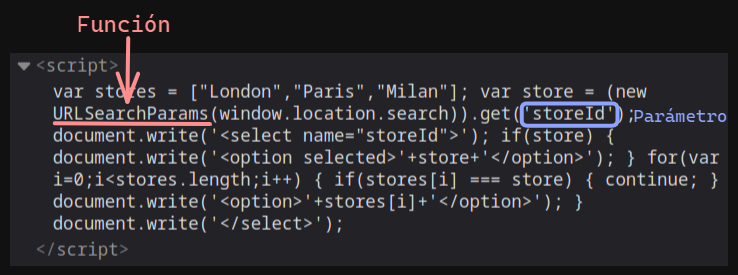 Función
<script>
var stores = ["London","Paris","Milan"]; var store = (new
URLSearchParams(window.location.search)).get('storeId');
Parámetro
document.write('<select name="storeId">'); if(store) {
document.write('<option selected>'+store+'</option>'); } for(var
i=0;i<stores.length;i++) { if(stores[i] === store) { continue; }
document.write('<option>'+stores[i]+'</option>'); }
document.write('</select>');
</script>